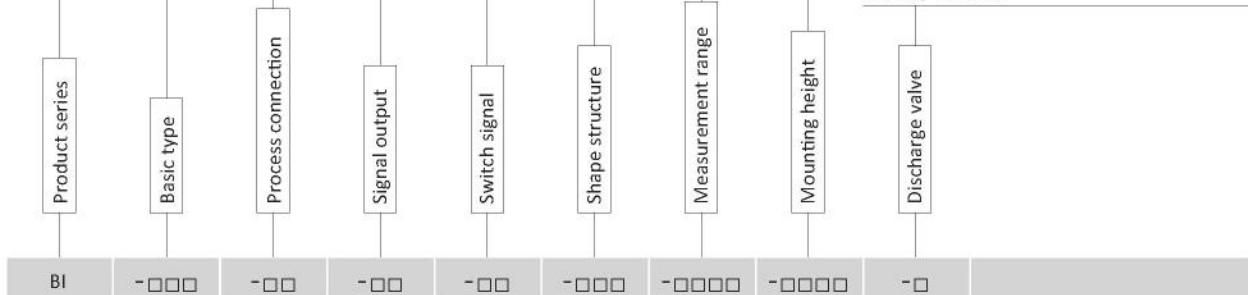 Product series
Basic type
Process connection
Signal output
Switch signal
Shape structure
Measurement range
Mounting height
Discharge valve
BI -□□□ -□□ -□□ -□□ -□□□ -□□□□ -□□□□ -□